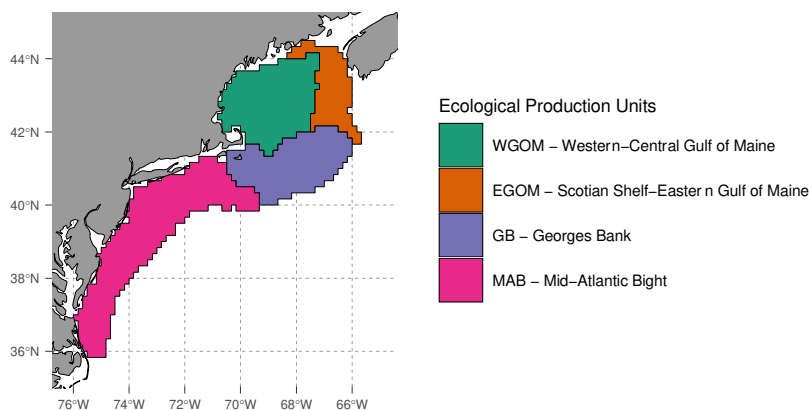 44°N
42°N
40°N
38°N
36°N
76°W 74°W 72°W 70°W 68°W 66°W
Ecological Production Units
WGOM − Western−Central Gulf of Maine
EGOM − Scotian Shelf−Eastern Gulf of Maine
GB − Georges Bank
MAB − Mid−Atlantic Bight